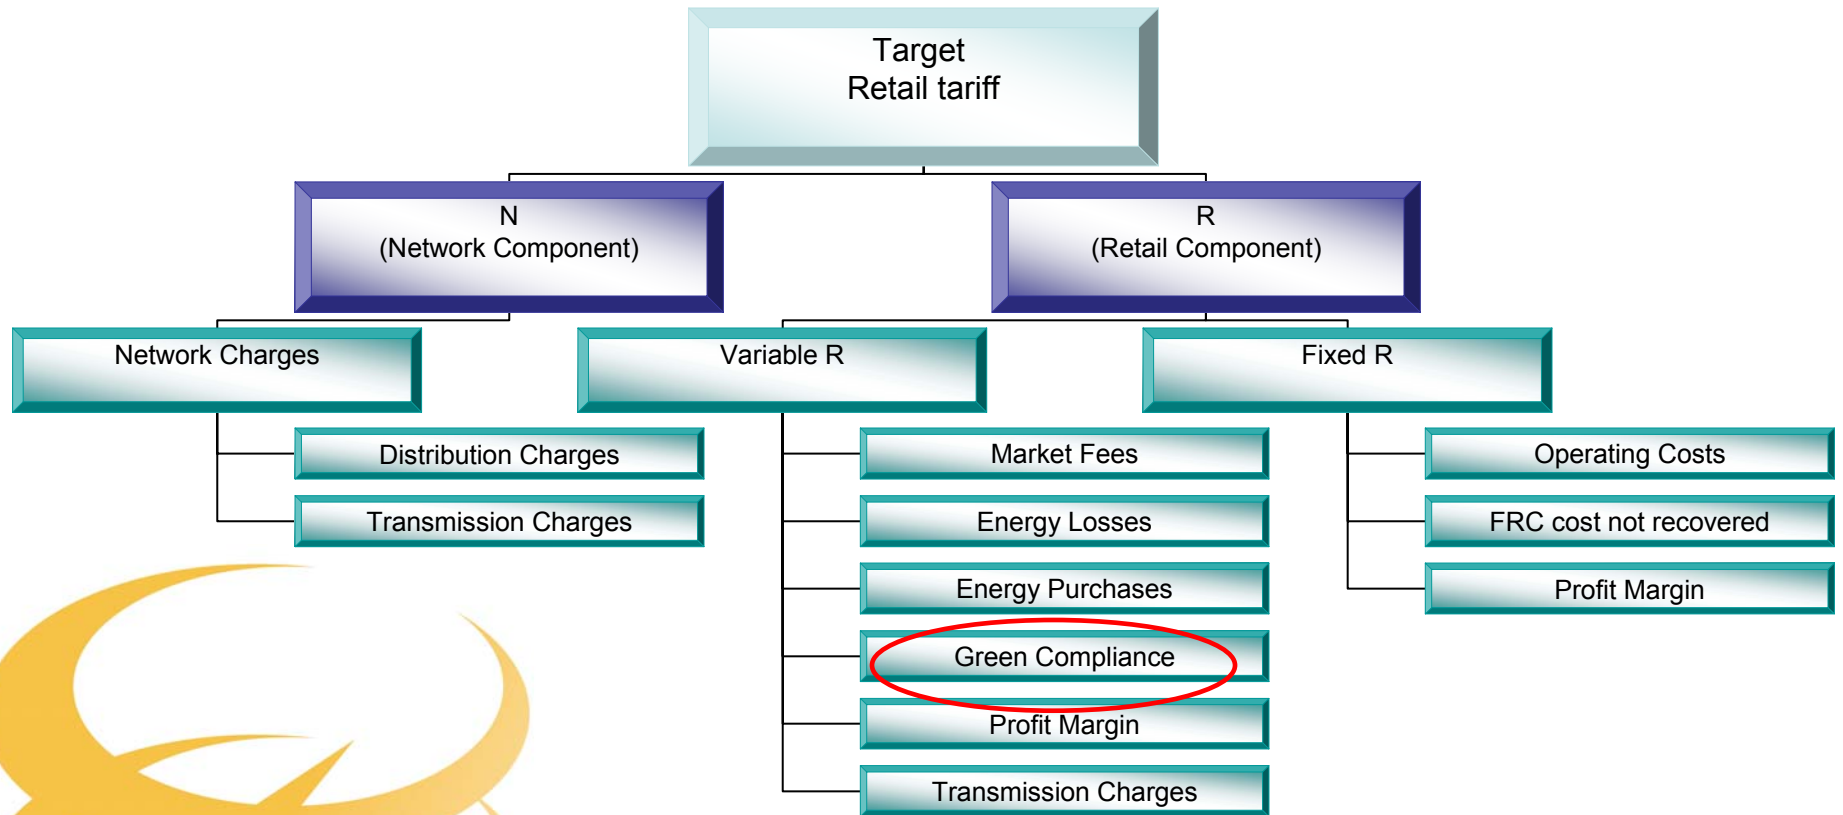 Target
Retail tariff
N
(Network Component)
R
(Retail Component)
Network Charges
Variable R
Fixed R
Distribution Charges
Transmission Charges
Market Fees
Energy Losses
Energy Purchases
Green Compliance
Profit Margin
Transmission Charges
Operating Costs
FRC cost not recovered
Profit Margin